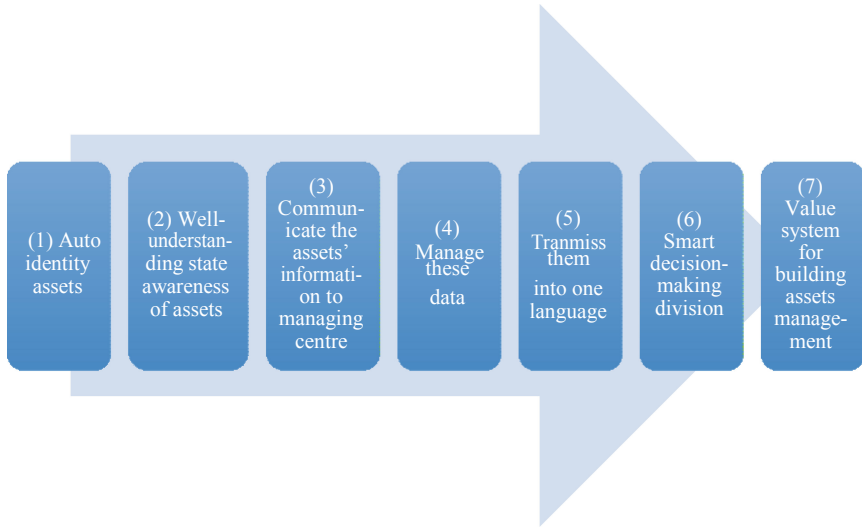 (1) Auto
identity
assets
(2) Well-
understan-
ding state
awareness
of assets
(3)
Commun-
icate the
assets'
informati-
on to
managing
centre
(4)
Manage
these
data
(5)
Tranmiss
them
into one
language
(6)
Smart
decision-
making
division
(7)
Value
system
for
building
assets
manage-
ment